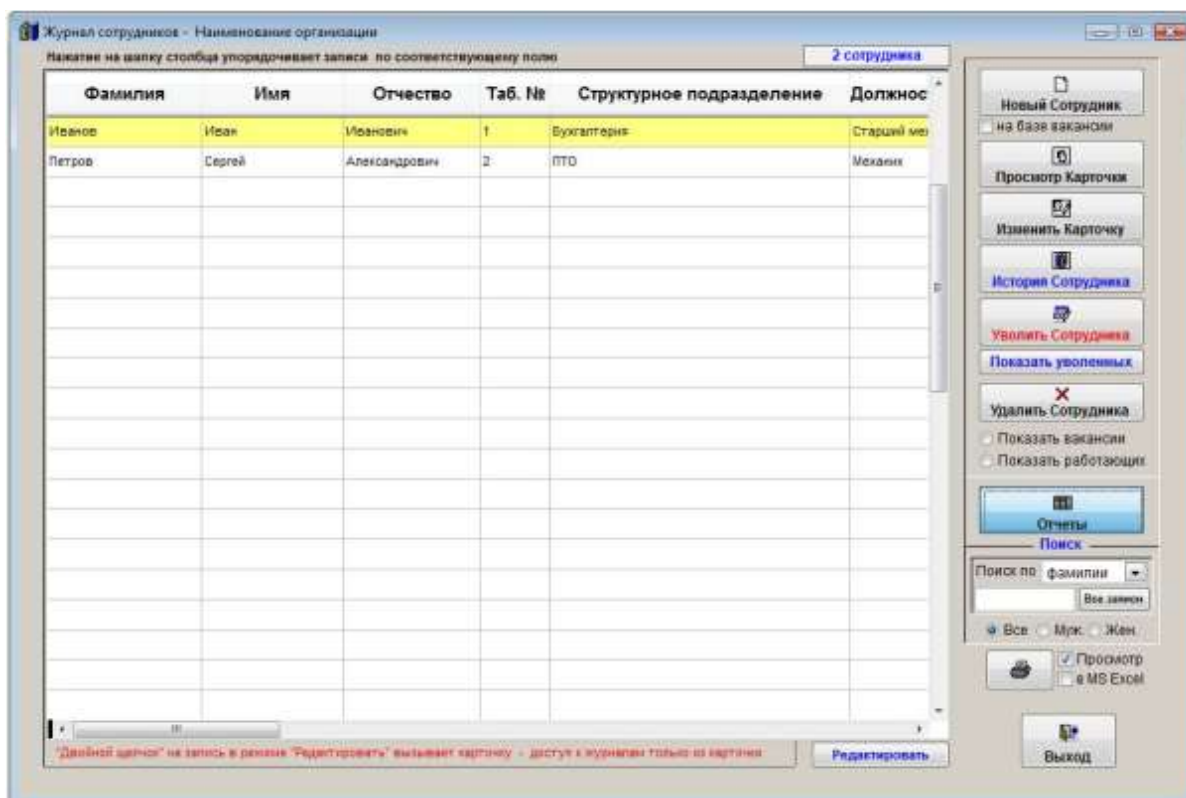 Журнал сотрудников - Наименование организации
Нажатие на шапку столбца упорядочивает записи по соответствующему полю
2 сотрудника
Фамилия Имя Отчество Таб. № Структурное подразделение Должнос
Иванов Иван Иванович 1 Бухгалтерия Старший ме
Петров Сергей Александрович 2 ПТО Механик
Новый Сотрудник
на базе вакансии
Просмотр Карточки
Изменить Карточку
История Сотрудника
Уволить Сотрудника
Показать уволенных
Удалить Сотрудника
Показать вакансии
Показать работающих
Отчеты
Поиск
Поиск по фамилии
Все записи
Все Муж. Жен.
Просмотр
в MS Excel
"Двойной щелчок" на запись в режиме "Редактировать" вызывает карточку - доступ к журналам только из карточки
Редактировать
Выход